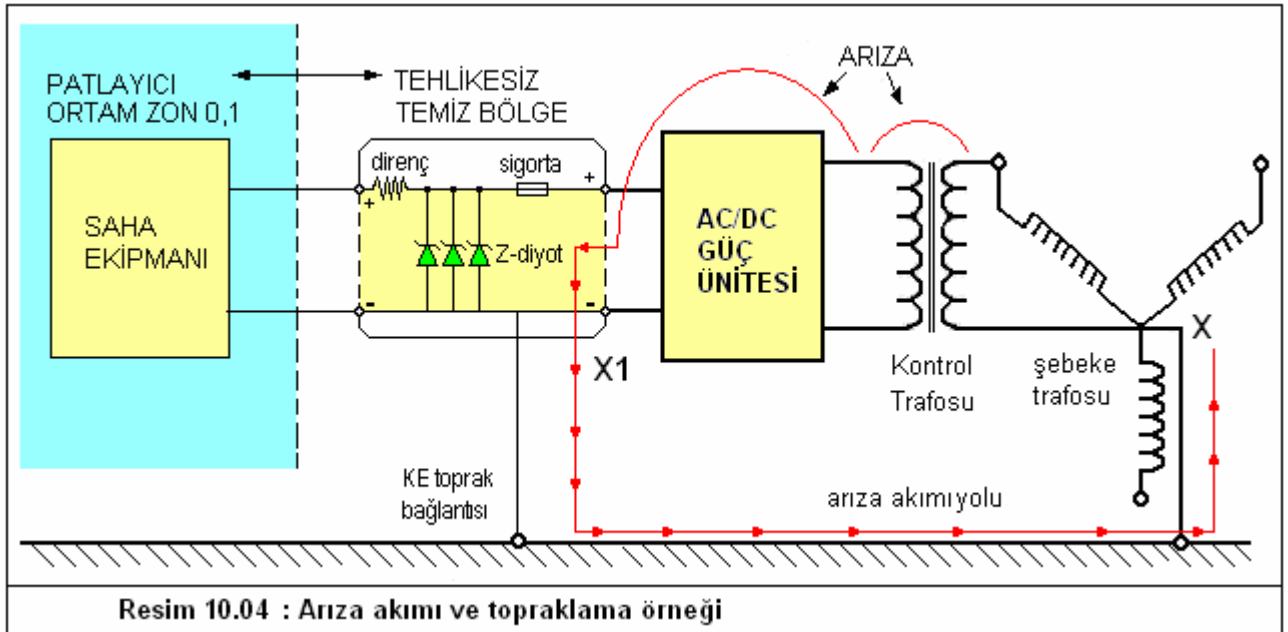 PATLAYICI
ORTAM ZON 0,1
TEHLİKESİZ
TEMİZ BÖLGE
ARIZA
SAHA
EKİPMANI
direnç
sigorta
+
+
Z-diyot
-
-
AC/DC
GÜÇ
ÜNİTESİ
X1
X
Kontrol
Trafosu
şebeke
trafosu
KE toprak
bağlantısı
arıza akımı yolu
Resim 10.04 : Arıza akımı ve topraklama örneği